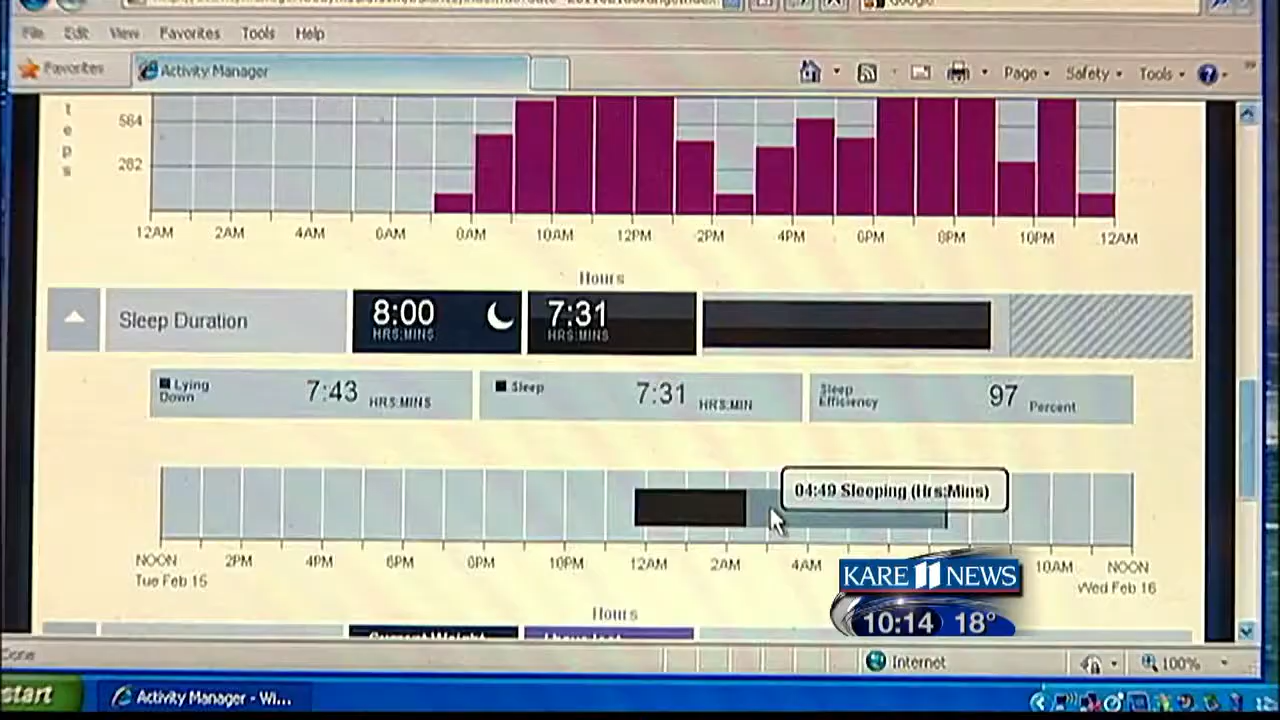 Google
File Edit View Favorites Tools Help
Favorites Activity Manager Page Safety Tools
t
e
p
s
564
282
12AM 2AM 4AM 6AM 8AM 10AM 12PM 2PM 4PM 6PM 8PM 10PM 12AM
Hours
Sleep Duration
8:00
HRS:MINS
7:31
HRS:MINS
Lying
Down
7:43 HRS:MINS
Sleep 7:31 HRS:MIN
Sleep
Efficiency
97 Percent
04:49 Sleeping (Hrs:Mins)
NOON 2PM 4PM 6PM 8PM 10PM 12AM 2AM 4AM 10AM NOON
Tue Feb 15 Wed Feb 16
Hours
Current Weight
KARE 11 NEWS
10:14 18°
Done Internet 100%
start Activity Manager - Wi...